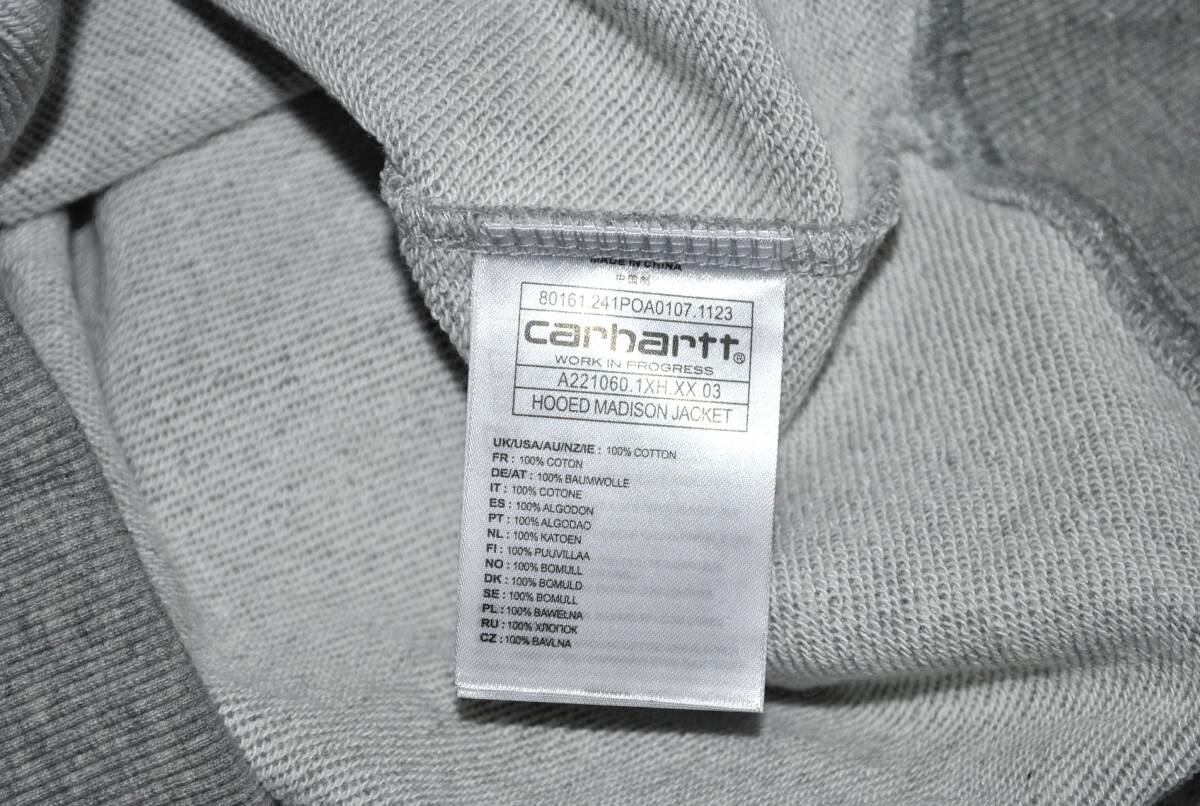 MADE IN CHINA
中国制
80161.241POA0107.1123
carhartt®
WORK IN PROGRESS
A221060.1XH.XX 03
HOOED MADISON JACKET
UK/USA/AU/NZ/IE : 100% COTTON
FR : 100% COTON
DE/AT : 100% BAUMWOLLE
IT : 100% COTONE
ES : 100% ALGODON
PT : 100% ALGODAO
NL : 100% KATOEN
FI : 100% PUUVILLAA
NO : 100% BOMULL
DK : 100% BOMULD
SE : 100% BOMULL
PL : 100% BAWEŁNA
RU : 100% ХЛОПОК
CZ : 100% BAVLNA